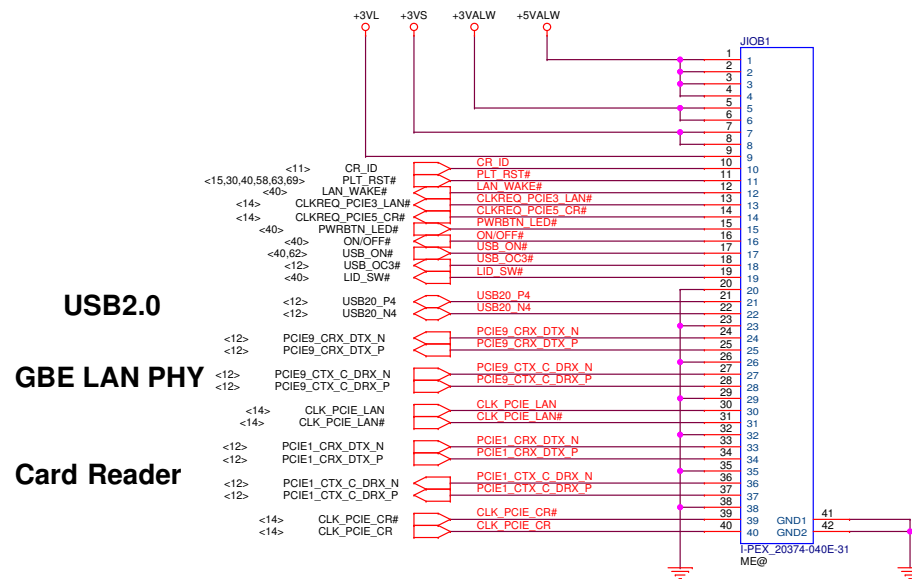 +3VL +3VS +3VALW +5VALW
JIOB1
1 1
2 2
3 3
4 4
5 5
6 6
7 7
8 8
9 9
<11> CR_ID CR_ID 10 10
<15,30,40,58,63,69> PLT_RST# PLT_RST# 11 11
<40> LAN_WAKE# LAN_WAKE# 12 12
<14> CLKREQ_PCIE3_LAN# CLKREQ_PCIE3_LAN# 13 13
<14> CLKREQ_PCIE5_CR# CLKREQ_PCIE5_CR# 14 14
<40> PWRBTN_LED# PWRBTN_LED# 15 15
<40> ON/OFF# ON/OFF# 16 16
<40,62> USB_ON# USB_ON# 17 17
<12> USB_OC3# USB_OC3# 18 18
<40> LID_SW# LID_SW# 19 19
20 20
USB2.0
<12> USB20_P4 USB20_P4 21 21
<12> USB20_N4 USB20_N4 22 22
23 23
<12> PCIE9_CRX_DTX_N PCIE9_CRX_DTX_N 24 24
<12> PCIE9_CRX_DTX_P PCIE9_CRX_DTX_P 25 25
26 26
GBE LAN PHY
<12> PCIE9_CTX_C_DRX_N PCIE9_CTX_C_DRX_N 27 27
<12> PCIE9_CTX_C_DRX_P PCIE9_CTX_C_DRX_P 28 28
29 29
<14> CLK_PCIE_LAN CLK_PCIE_LAN 30 30
<14> CLK_PCIE_LAN# CLK_PCIE_LAN# 31 31
32 32
<12> PCIE1_CRX_DTX_N PCIE1_CRX_DTX_N 33 33
<12> PCIE1_CRX_DTX_P PCIE1_CRX_DTX_P 34 34
35 35
Card Reader
<12> PCIE1_CTX_C_DRX_N PCIE1_CTX_C_DRX_N 36 36
<12> PCIE1_CTX_C_DRX_P PCIE1_CTX_C_DRX_P 37 37
38 38
<14> CLK_PCIE_CR# CLK_PCIE_CR# 39 39 GND1 41
<14> CLK_PCIE_CR CLK_PCIE_CR 40 40 GND2 42
I-PEX_20374-040E-31
ME@